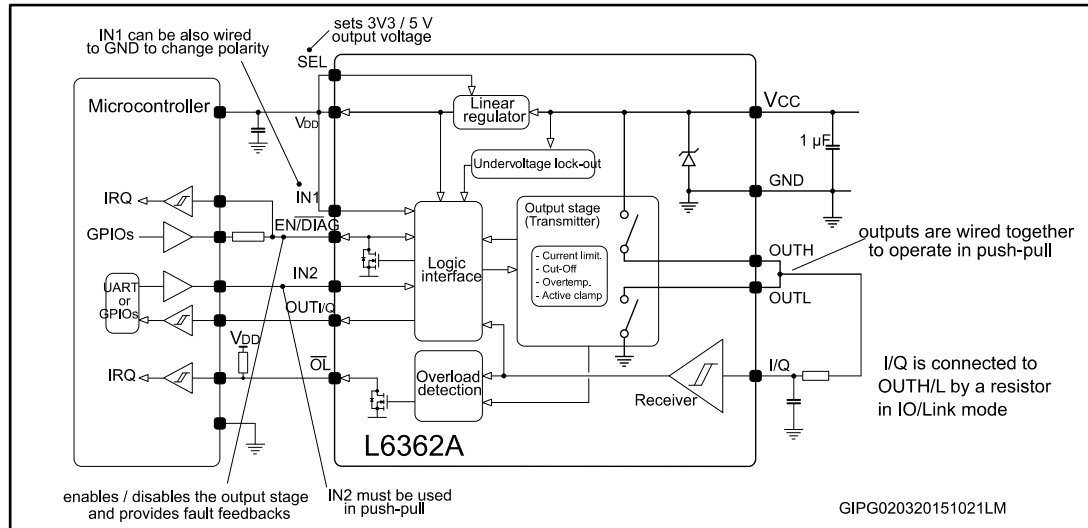 sets 3V3 / 5 V
output voltage
IN1 can be also wired
to GND to change polarity
SEL
Microcontroller
VDD
Linear
regulator
VCC
1 µF
Undervoltage lock-out
GND
IN1
IRQ
EN/DIAG
GPIOs
Logic
interface
Output stage
(Transmitter)
- Current limit.
- Cut-Off
- Overtemp.
- Active clamp
OUTH
OUTL
outputs are wired together
to operate in push-pull
IN2
UART
or
GPIOs
OUTI/Q
VDD
OL
IRQ
Overload
detection
Receiver
I/Q
I/Q is connected to
OUTH/L by a resistor
in IO/Link mode
L6362A
enables / disables the output stage
and provides fault feedbacks
IN2 must be used
in push-pull
GIPG020320151021LM